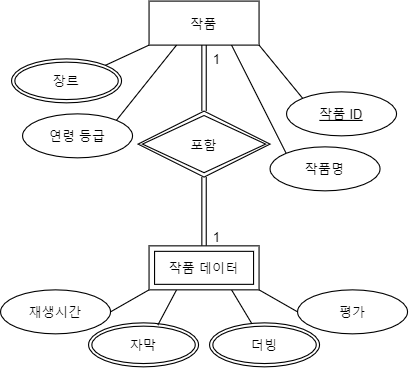 작품
1
장르
작품 ID
연령 등급
포함
작품명
1
작품 데이터
재생시간
평가
자막
더빙